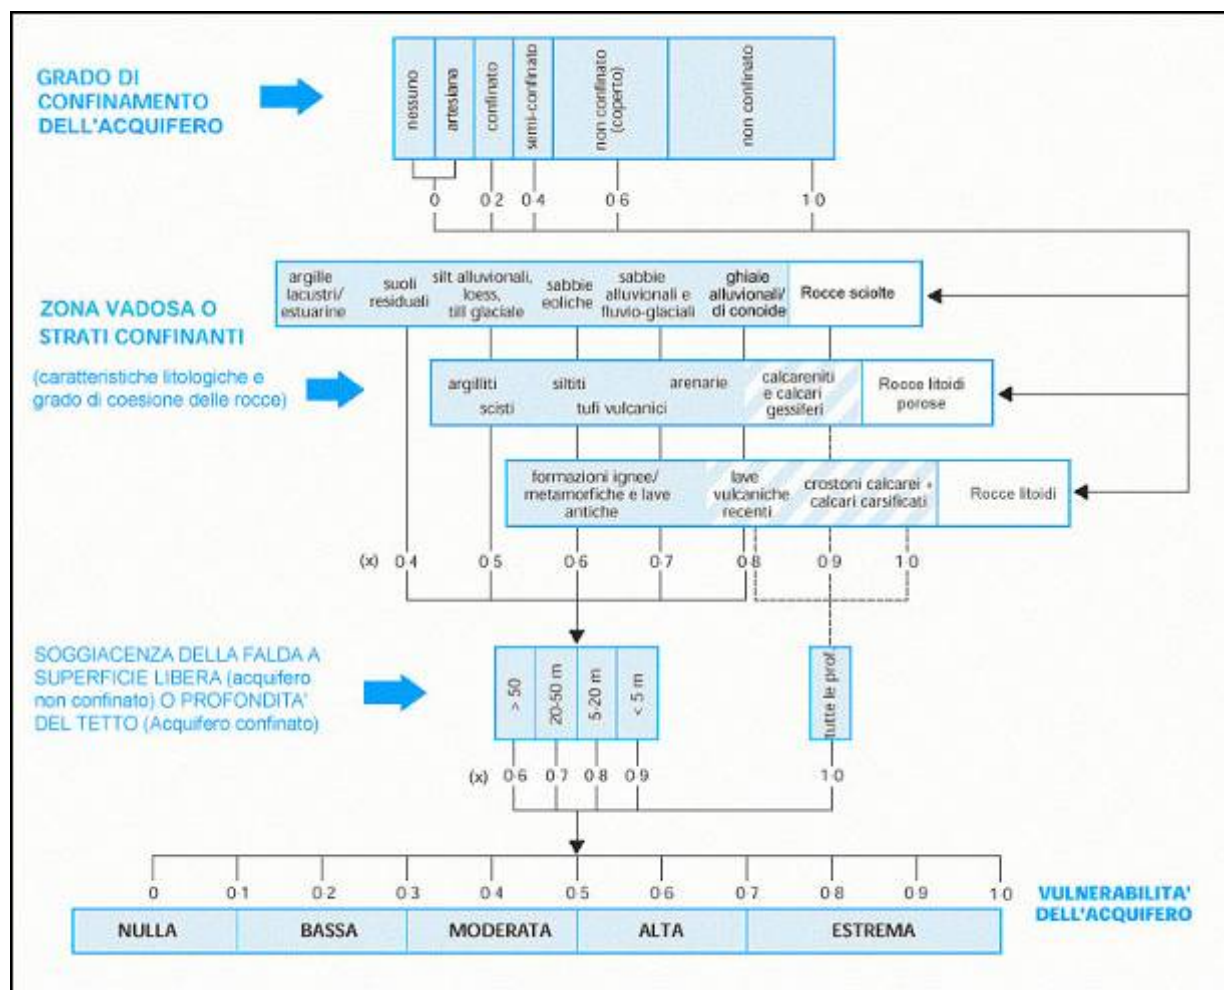 GRADO DI
CONFINAMENTO
DELL'ACQUIFERO
nessuno
artesiana
confinato
semi-confinato
non confinato
(coperto)
non confinato
0
0·2
0·4
0·6
1·0
ZONA VADOSA O
STRATI CONFINANTI
(caratteristiche litologiche e
grado di coesione delle rocce)
argille
lacustri/
estuarine
suoli
residuali
silt alluvionali,
loess,
till glaciale
sabbie
eoliche
sabbie
alluvionali e
fluvio-glaciali
ghiaie
alluvionali/
di conoide
Rocce sciolte
argilliti
scisti
siltiti
tufi vulcanici
arenarie
calcareniti
e calcari
gessiferi
Rocce litoidi
porose
formazioni ignee/
metamorfiche e lave
antiche
lave
vulcaniche
recenti
crostoni calcarei +
calcari carsificati
Rocce litoidi
(x) 0·4 0·5 0·6 0·7 0·8 0·9 1·0
SOGGIACENZA DELLA FALDA A
SUPERFICIE LIBERA (acquifero
non confinato) O PROFONDITA'
DEL TETTO (Acquifero confinato)
> 50
20-50 m
5-20 m
< 5 m
tutte le prof.
(x) 0·6 0·7 0·8 0·9 1·0
0 0·1 0·2 0·3 0·4 0·5 0·6 0·7 0·8 0·9 1·0
VULNERABILITA'
DELL'ACQUIFERO
NULLA BASSA MODERATA ALTA ESTREMA